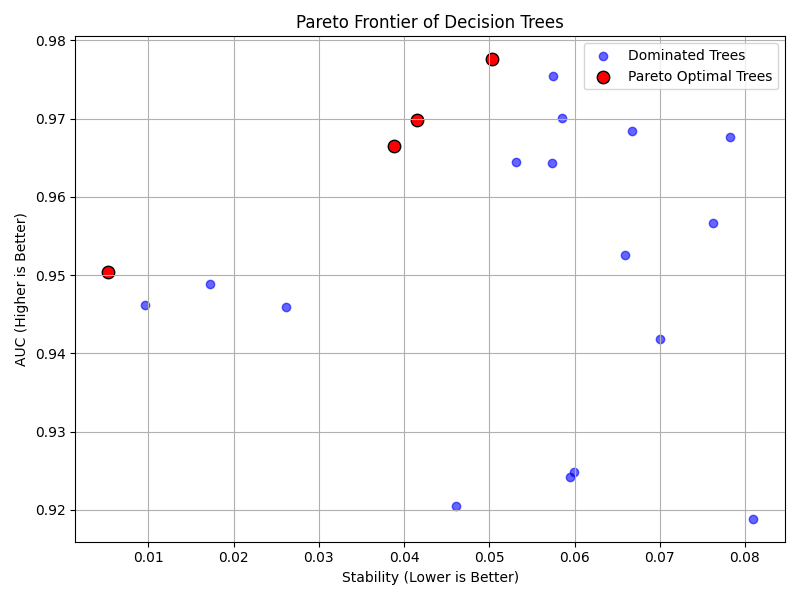 Pareto Frontier of Decision Trees
0.98
0.97
0.96
0.95
0.94
0.93
0.92
AUC (Higher is Better)
Dominated Trees
Pareto Optimal Trees
0.01 0.02 0.03 0.04 0.05 0.06 0.07 0.08
Stability (Lower is Better)